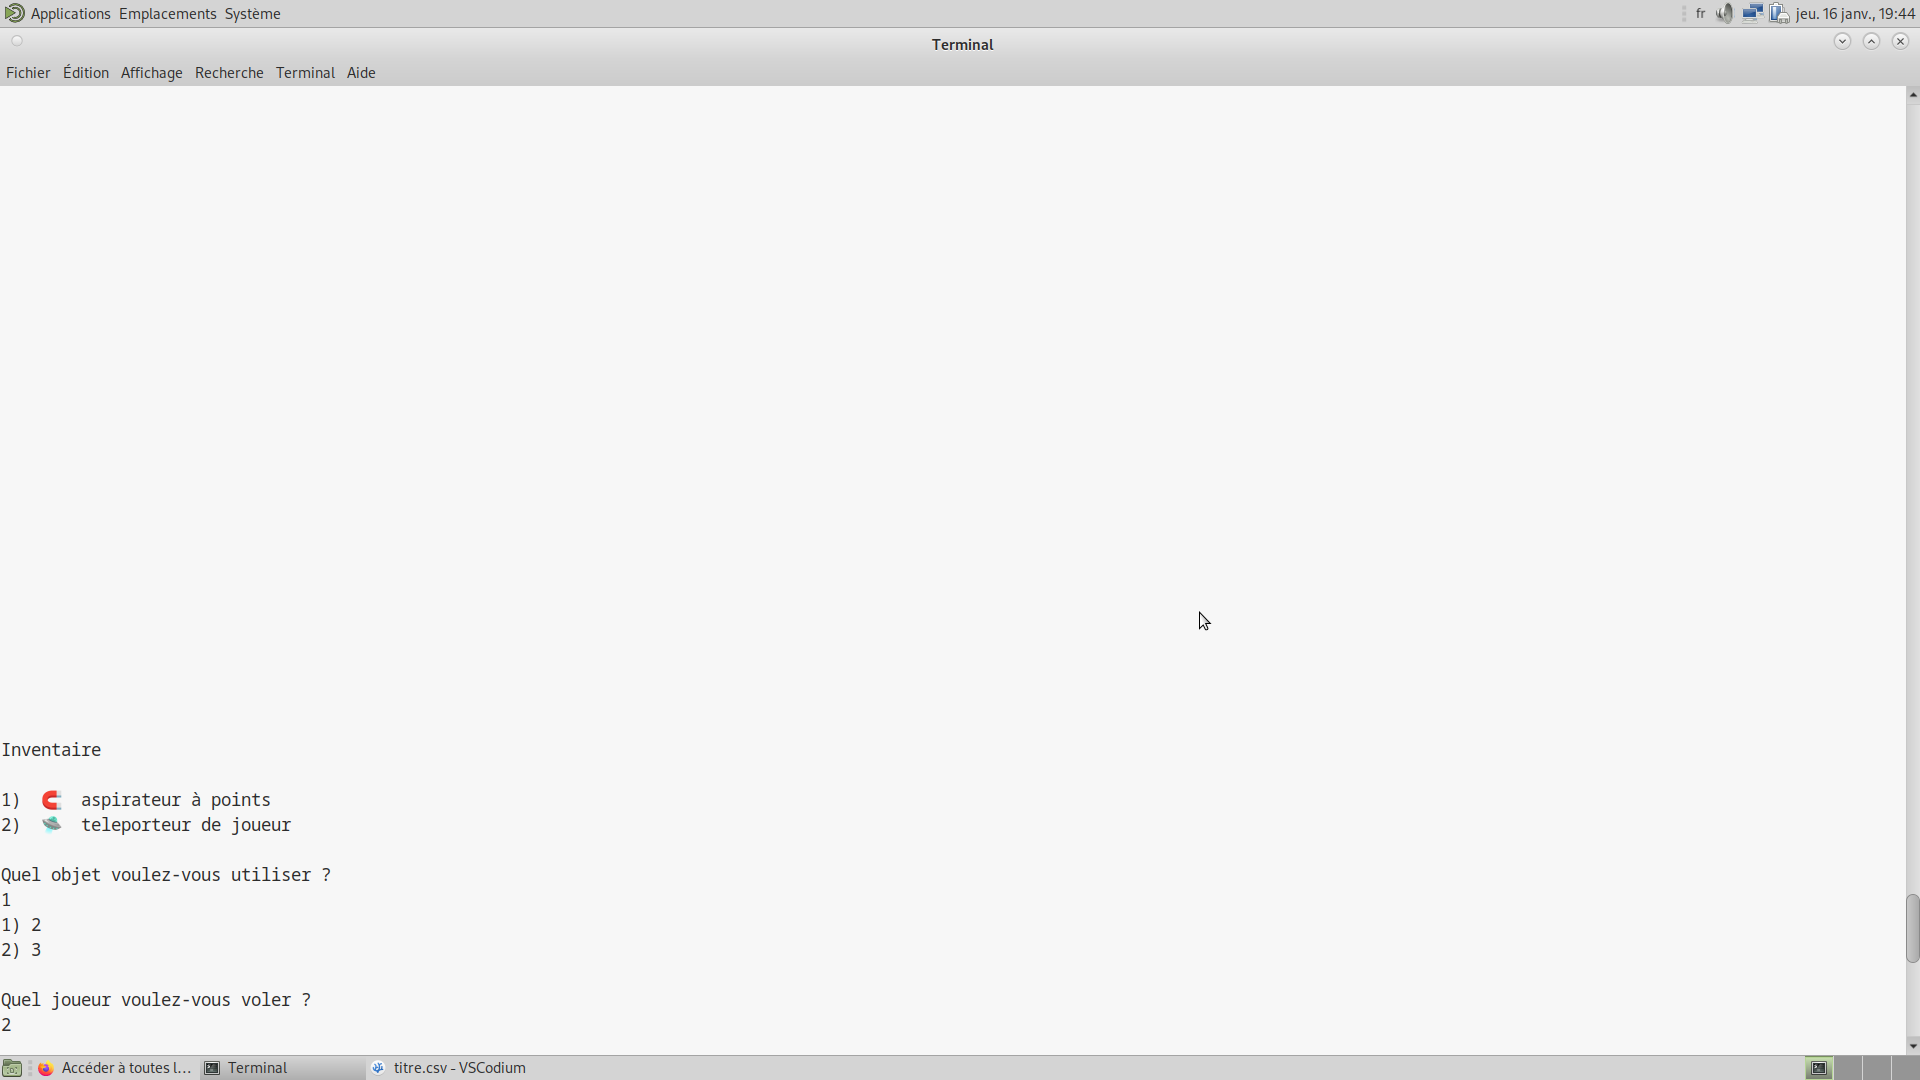 Applications Emplacements Système fr jeu. 16 janv., 19:44
Terminal
Fichier Édition Affichage Recherche Terminal Aide
Inventaire
1) 🧲 aspirateur à points
2) 🛸 teleporteur de joueur
Quel objet voulez-vous utiliser ?
1
1) 2
2) 3
Quel joueur voulez-vous voler ?
2
Accéder à toutes l... Terminal titre.csv - VSCodium